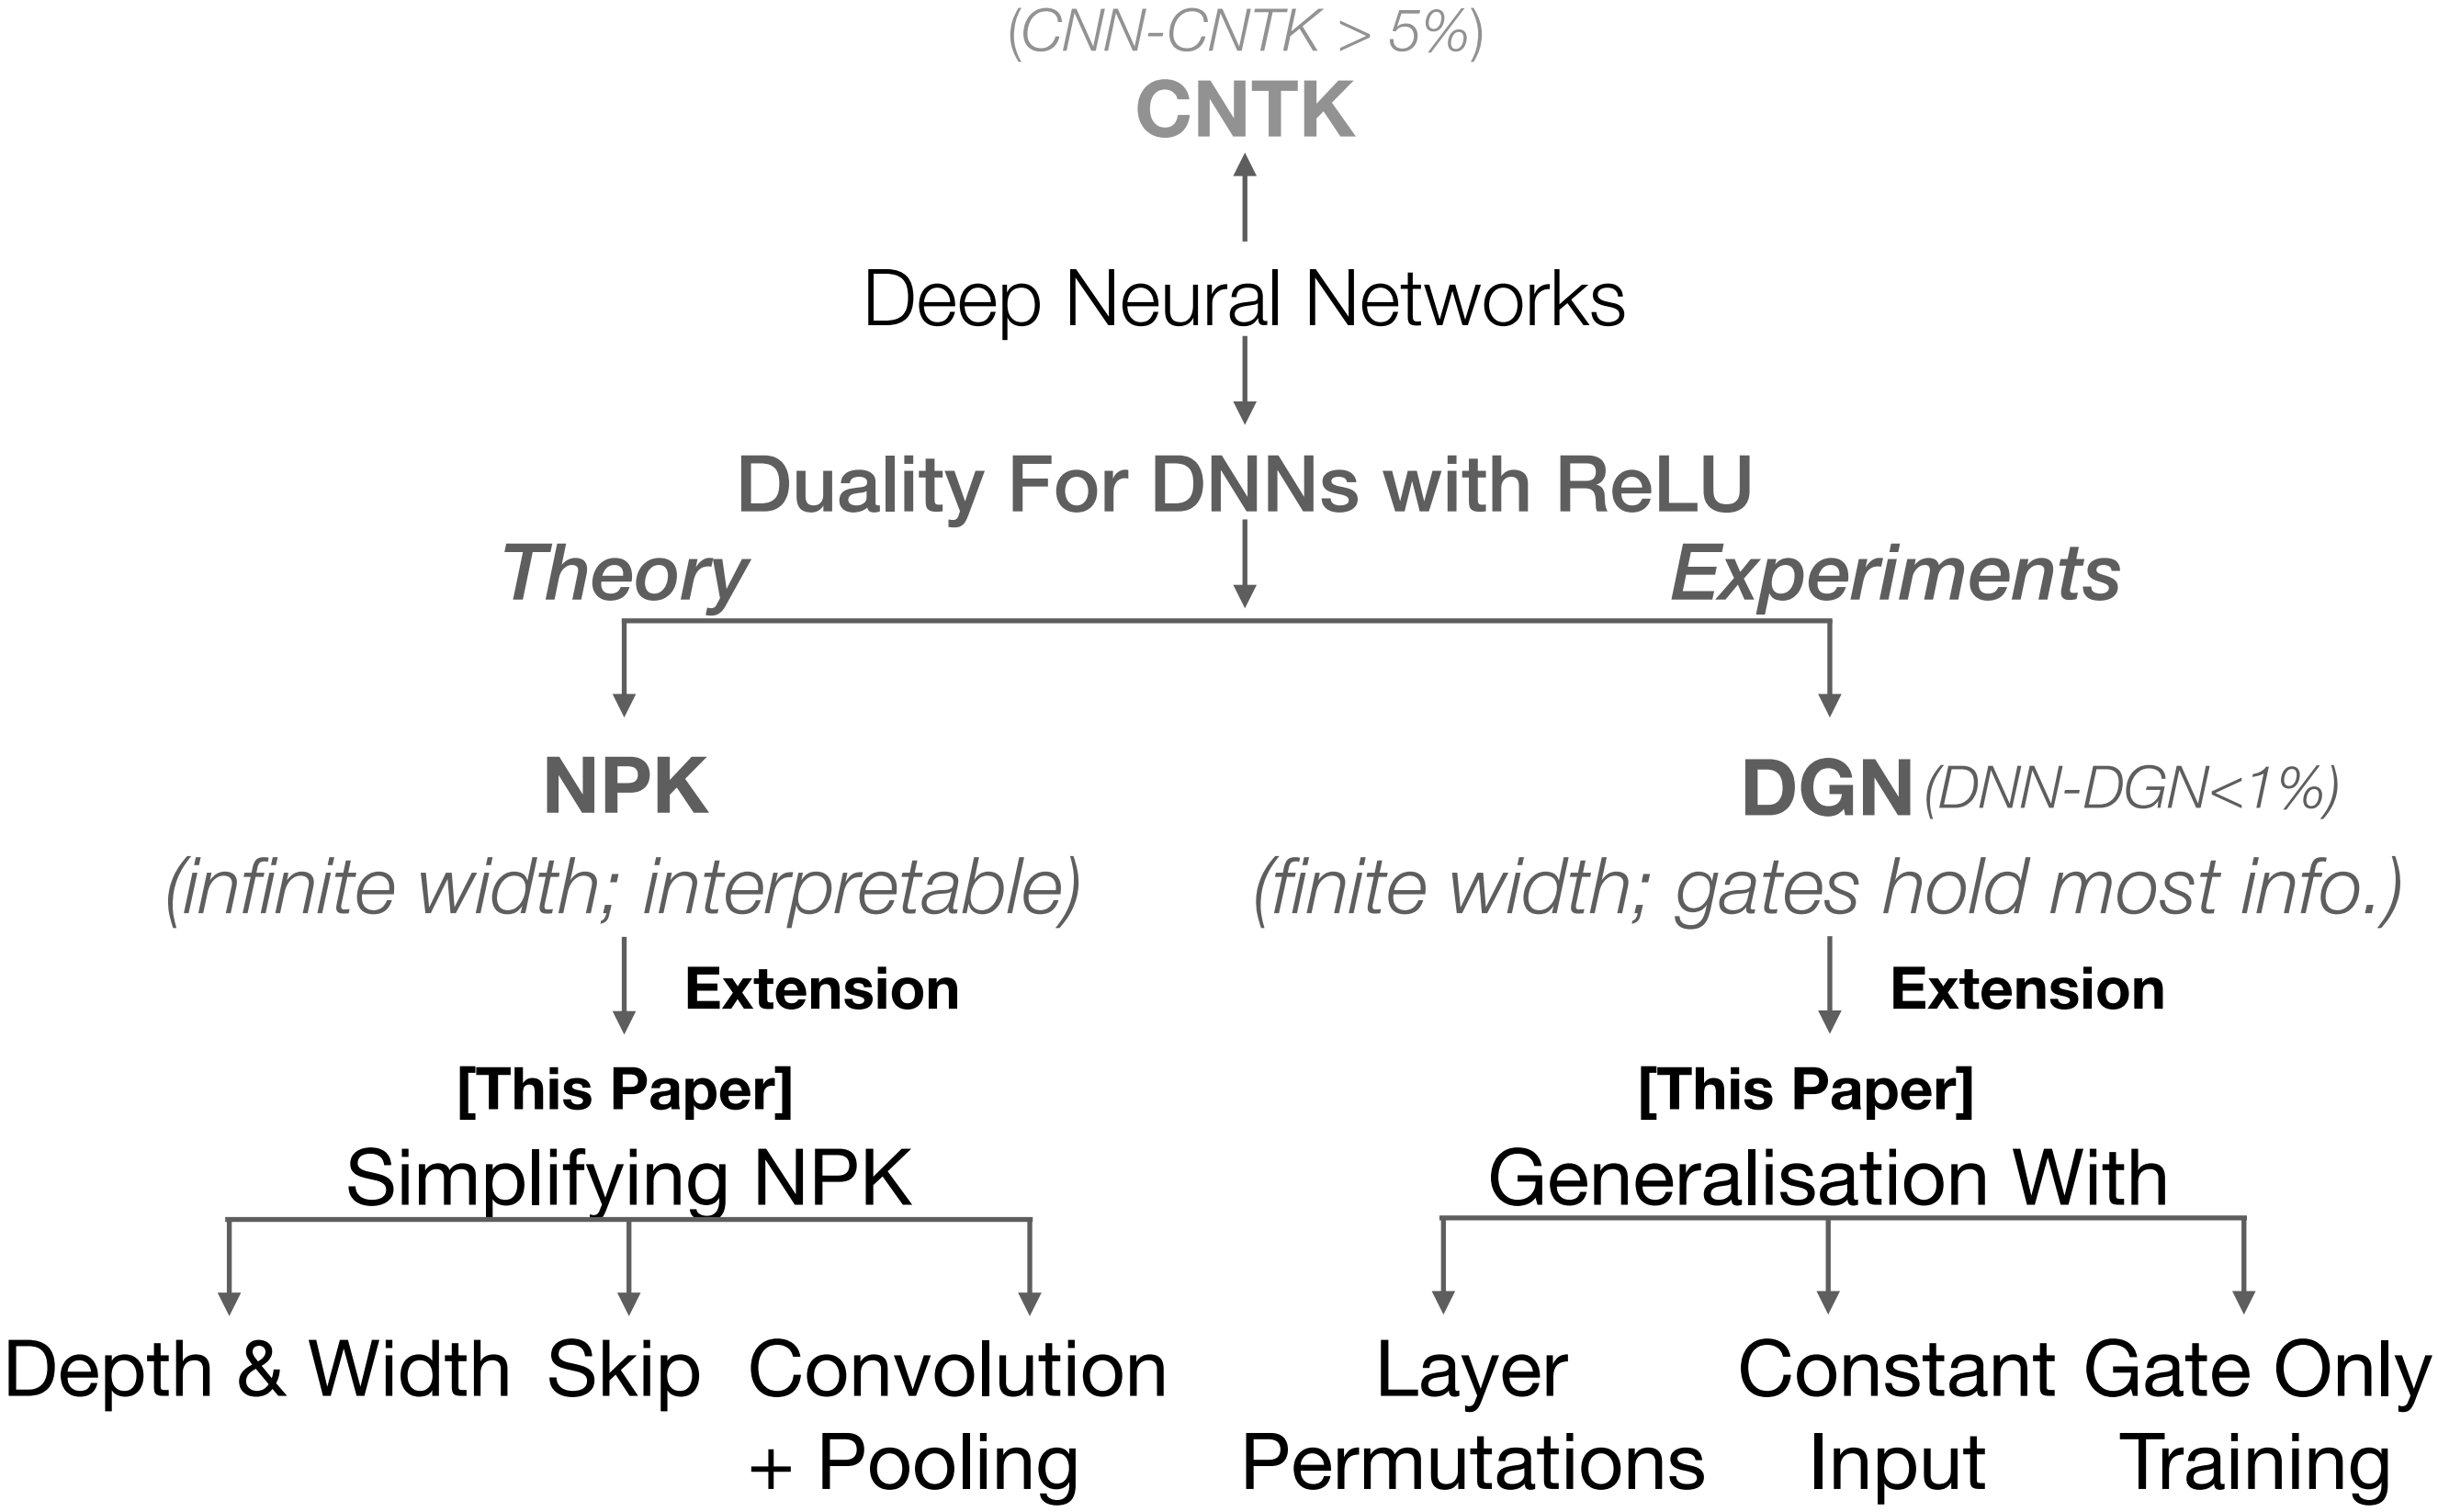 (CNN-CNTK > 5%)
CNTK
Deep Neural Networks
Duality For DNNs with ReLU
Theory
Experiments
NPK
DGN (DNN-DGN<1%)
(infinite width; interpretable)
(finite width; gates hold most info.)
Extension
Extension
[This Paper]
[This Paper]
Simplifying NPK
Generalisation With
Depth & Width
Skip
Convolution
+ Pooling
Layer
Permutations
Constant
Input
Gate Only
Training